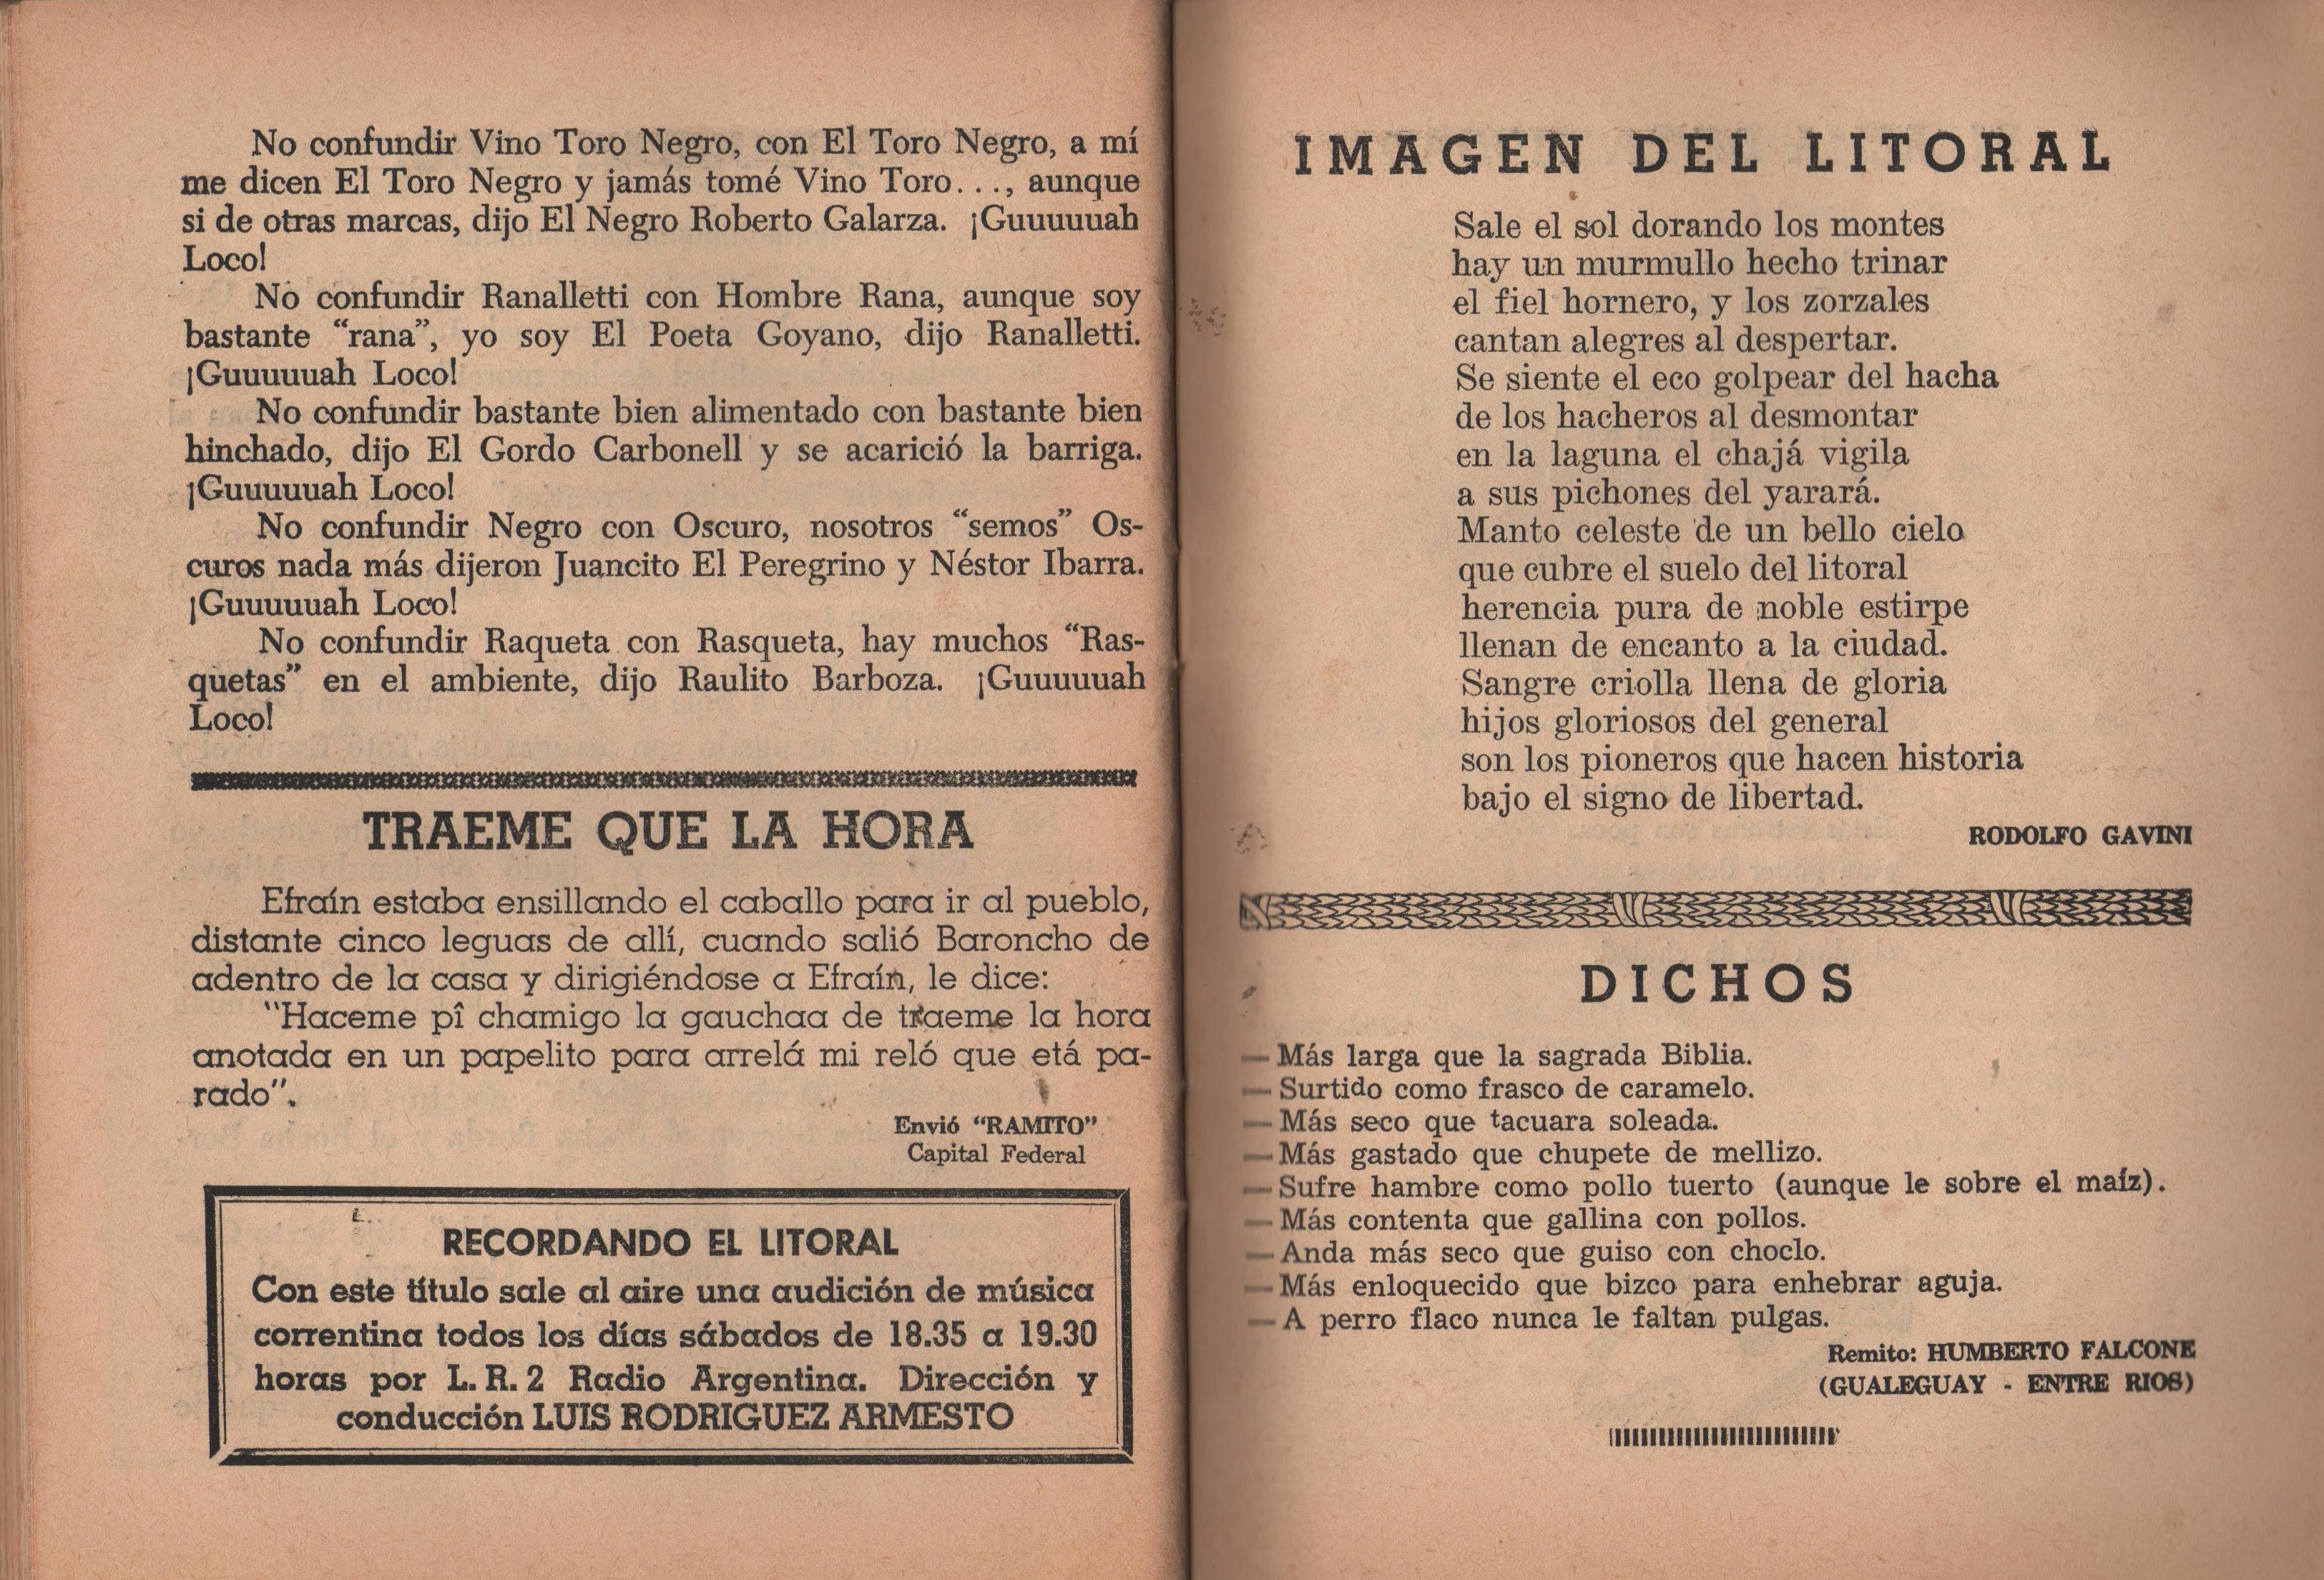 No confundir Vino Toro Negro, con El Toro Negro, a mí
me dicen El Toro Negro y jamás tomé Vino Toro..., aunque
si de otras marcas, dijo El Negro Roberto Galarza. ¡Guuuuuah
Loco!
No confundir Ranalletti con Hombre Rana, aunque soy
bastante “rana”, yo soy El Poeta Goyano, dijo Ranalletti.
¡Guuuuuah Loco!
No confundir bastante bien alimentado con bastante bien
hinchado, dijo El Gordo Carbonell y se acarició la barriga.
¡Guuuuuah Loco!
No confundir Negro con Oscuro, nosotros “semos” Os-
curos nada más dijeron Juancito El Peregrino y Néstor Ibarra.
¡Guuuuuah Loco!
No confundir Raqueta con Rasqueta, hay muchos “Ras-
quetas” en el ambiente, dijo Raulito Barboza. ¡Guuuuuah
Loco!
TRAEME QUE LA HORA
Efraín estaba ensillando el caballo para ir al pueblo,
distante cinco leguas de allí, cuando salió Baroncho de
adentro de la casa y dirigiéndose a Efraín, le dice:
"Haceme pî chamigo la gauchaa de traeme la hora
anotada en un papelito para arrelá mi reló que etá pa-
rado".
Envió “RAMITO”
Capital Federal
RECORDANDO EL LITORAL
Con este título sale al aire una audición de música
correntina todos los días sábados de 18.35 a 19.30
horas por L. R. 2 Radio Argentina. Dirección y
conducción LUIS RODRIGUEZ ARMESTO
IMAGEN DEL LITORAL
Sale el sol dorando los montes
hay un murmullo hecho trinar
el fiel hornero, y los zorzales
cantan alegres al despertar.
Se siente el eco golpear del hacha
de los hacheros al desmontar
en la laguna el chajá vigila
a sus pichones del yarará.
Manto celeste de un bello cielo
que cubre el suelo del litoral
herencia pura de noble estirpe
llenan de encanto a la ciudad.
Sangre criolla llena de gloria
hijos gloriosos del general
son los pioneros que hacen historia
bajo el signo de libertad.
RODOLFO GAVINI
DICHOS
— Más larga que la sagrada Biblia.
— Surtido como frasco de caramelo.
— Más seco que tacuara soleada.
— Más gastado que chupete de mellizo.
— Sufre hambre como pollo tuerto (aunque le sobre el maíz).
— Más contenta que gallina con pollos.
— Anda más seco que guiso con choclo.
— Más enloquecido que bizco para enhebrar aguja.
— A perro flaco nunca le faltan pulgas.
Remito: HUMBERTO FALCONE
(GUALEGUAY - ENTRE RIOS)